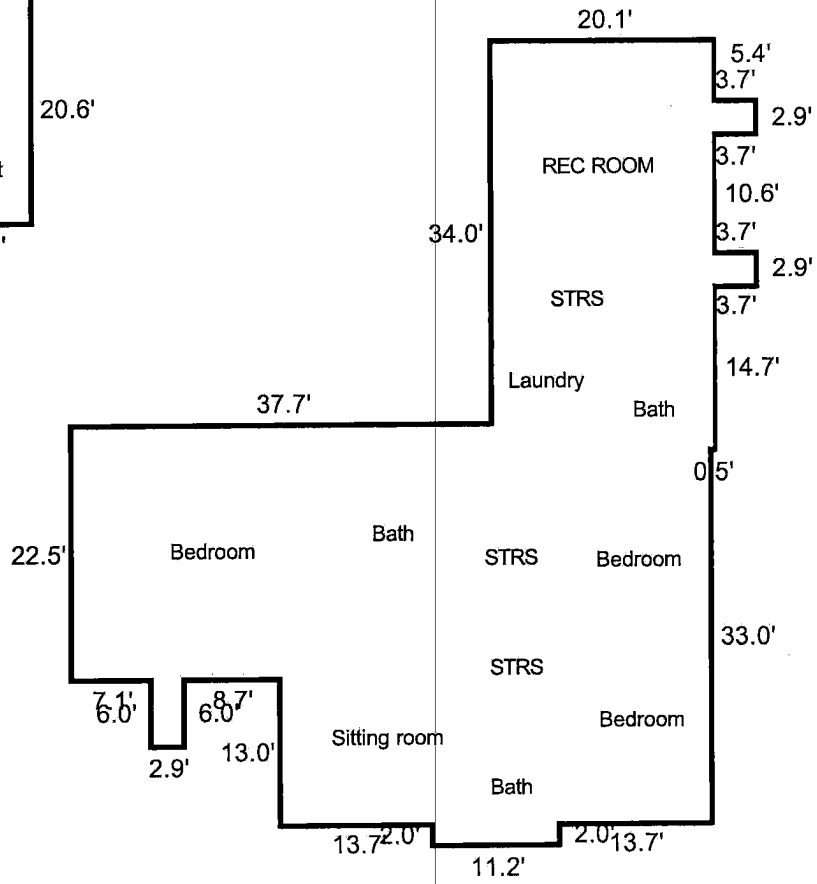 20.1'
5.4'
3.7'
20.6'
2.9'
3.7'
REC ROOM
t
10.6'
34.0'
3.7'
'
2.9'
STRS
3.7'
14.7'
Laundry
37.7'
Bath
0.5'
Bath
22.5'
Bedroom
STRS
Bedroom
33.0'
STRS
7.1'
8.7'
6.0'
6.0'
Bedroom
Sitting room
13.0'
2.9'
Bath
13.7'
2.0'
2.0'
13.7'
11.2'